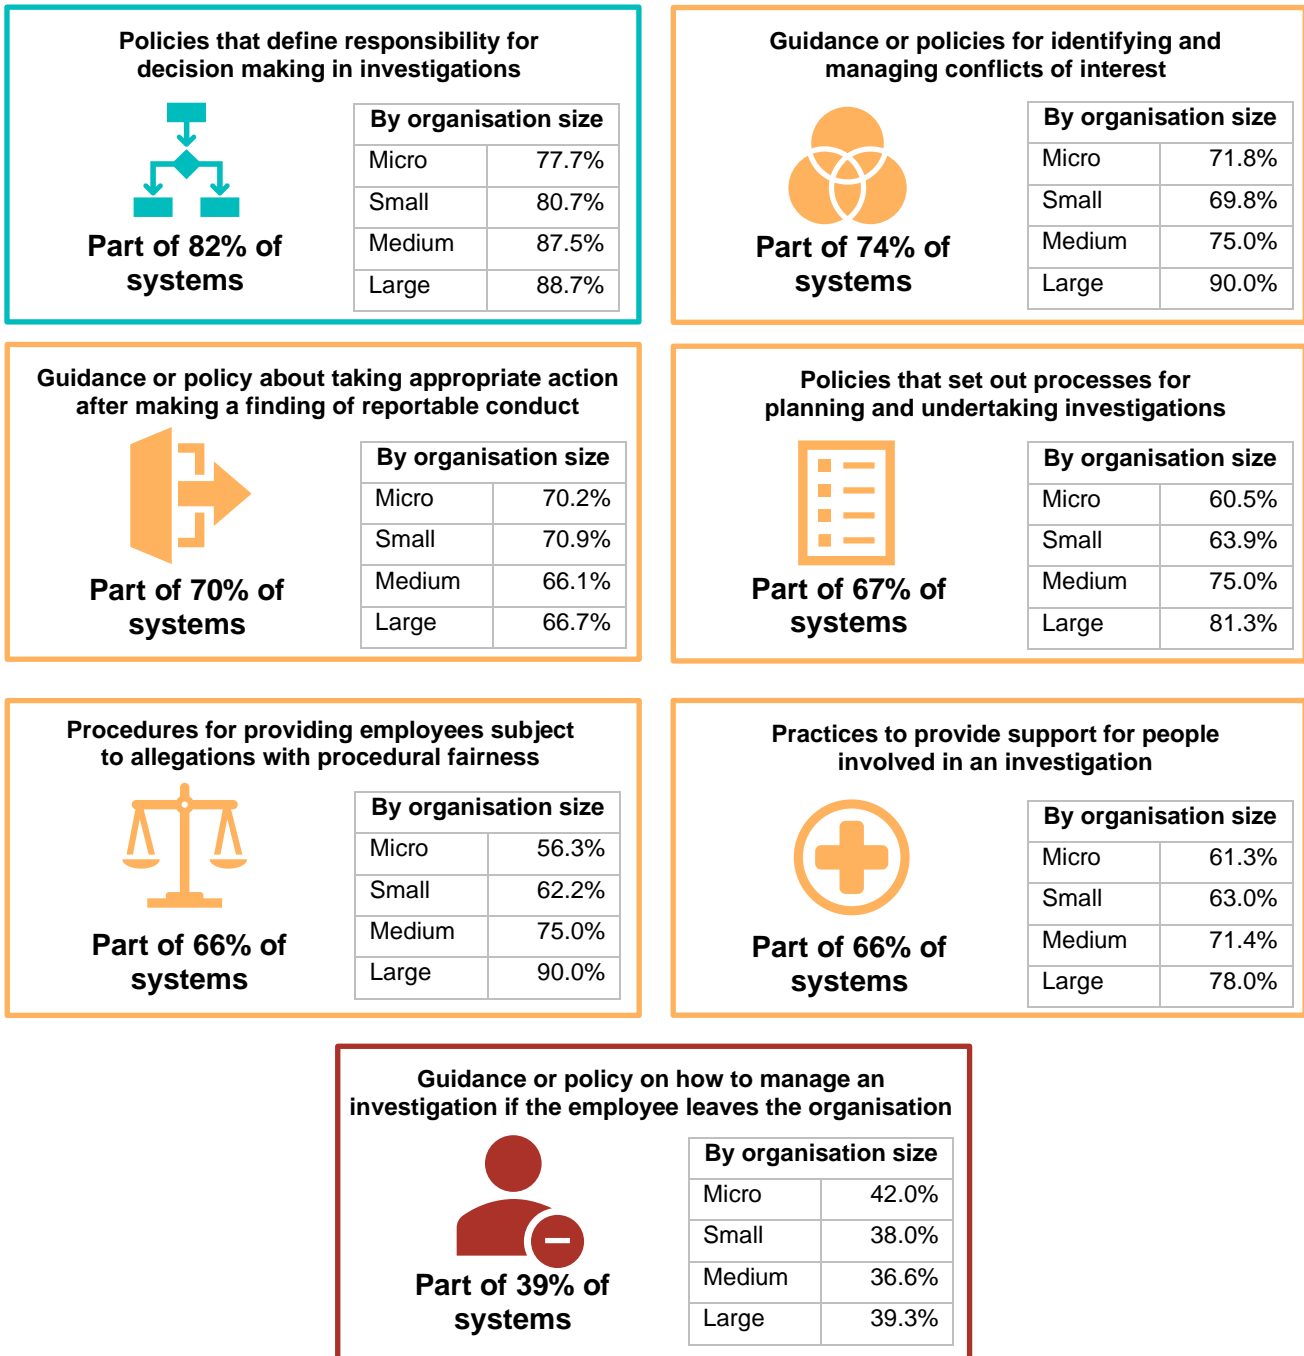 Policies that define responsibility for
decision making in investigations
By organisation size
Micro 77.7%
Small 80.7%
Medium 87.5%
Large 88.7%
Part of 82% of
systems
Guidance or policies for identifying and
managing conflicts of interest
By organisation size
Micro 71.8%
Small 69.8%
Medium 75.0%
Large 90.0%
Part of 74% of
systems
Guidance or policy about taking appropriate action
after making a finding of reportable conduct
By organisation size
Micro 70.2%
Small 70.9%
Medium 66.1%
Large 66.7%
Part of 70% of
systems
Policies that set out processes for
planning and undertaking investigations
By organisation size
Micro 60.5%
Small 63.9%
Medium 75.0%
Large 81.3%
Part of 67% of
systems
Procedures for providing employees subject
to allegations with procedural fairness
By organisation size
Micro 56.3%
Small 62.2%
Medium 75.0%
Large 90.0%
Part of 66% of
systems
Practices to provide support for people
involved in an investigation
By organisation size
Micro 61.3%
Small 63.0%
Medium 71.4%
Large 78.0%
Part of 66% of
systems
Guidance or policy on how to manage an
investigation if the employee leaves the organisation
By organisation size
Micro 42.0%
Small 38.0%
Medium 36.6%
Large 39.3%
Part of 39% of
systems